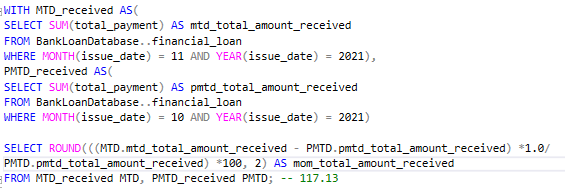 WITH MTD_received AS(
SELECT SUM(total_payment) AS mtd_total_amount_received
FROM BankLoanDatabase..financial_loan
WHERE MONTH(issue_date) = 11 AND YEAR(issue_date) = 2021),
PMTD_received AS(
SELECT SUM(total_payment) AS pmtd_total_amount_received
FROM BankLoanDatabase..financial_loan
WHERE MONTH(issue_date) = 10 AND YEAR(issue_date) = 2021)
SELECT ROUND(((MTD.mtd_total_amount_received - PMTD.pmtd_total_amount_received) *1.0/
PMTD.pmtd_total_amount_received) *100, 2) AS mom_total_amount_received
FROM MTD_received MTD, PMTD_received PMTD; -- 117.13